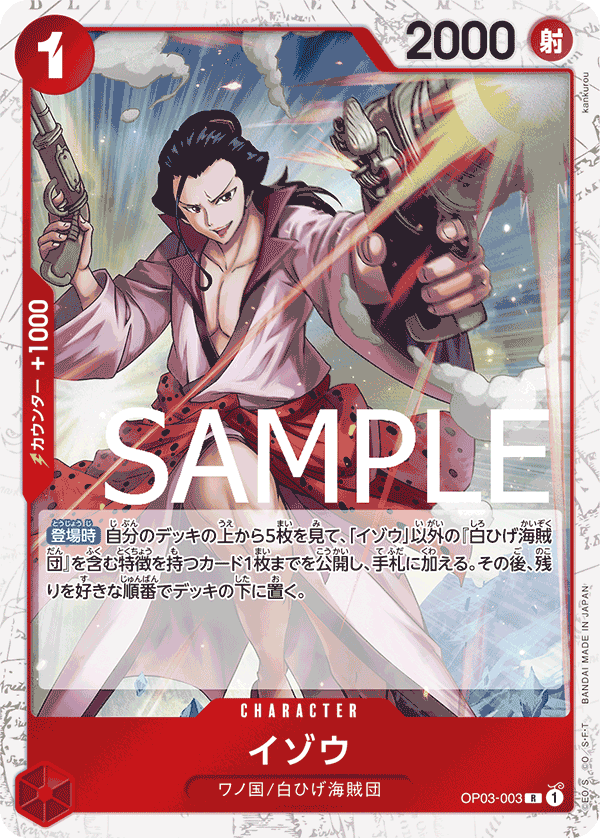 1
2000
射
kankurou
カウンター +1000
SAMPLE
登場時 自分のデッキの上から5枚を見て、「イゾウ」以外の『白ひげ海賊
団』を含む特徴を持つカード1枚までを公開し、手札に加える。その後、残
りを好きな順番でデッキの下に置く。
CHARACTER
イゾウ
ワノ国/白ひげ海賊団
OP03-003 R 1
©E.O./S. ©O./S.・F.T. BANDAI MADE IN JAPAN